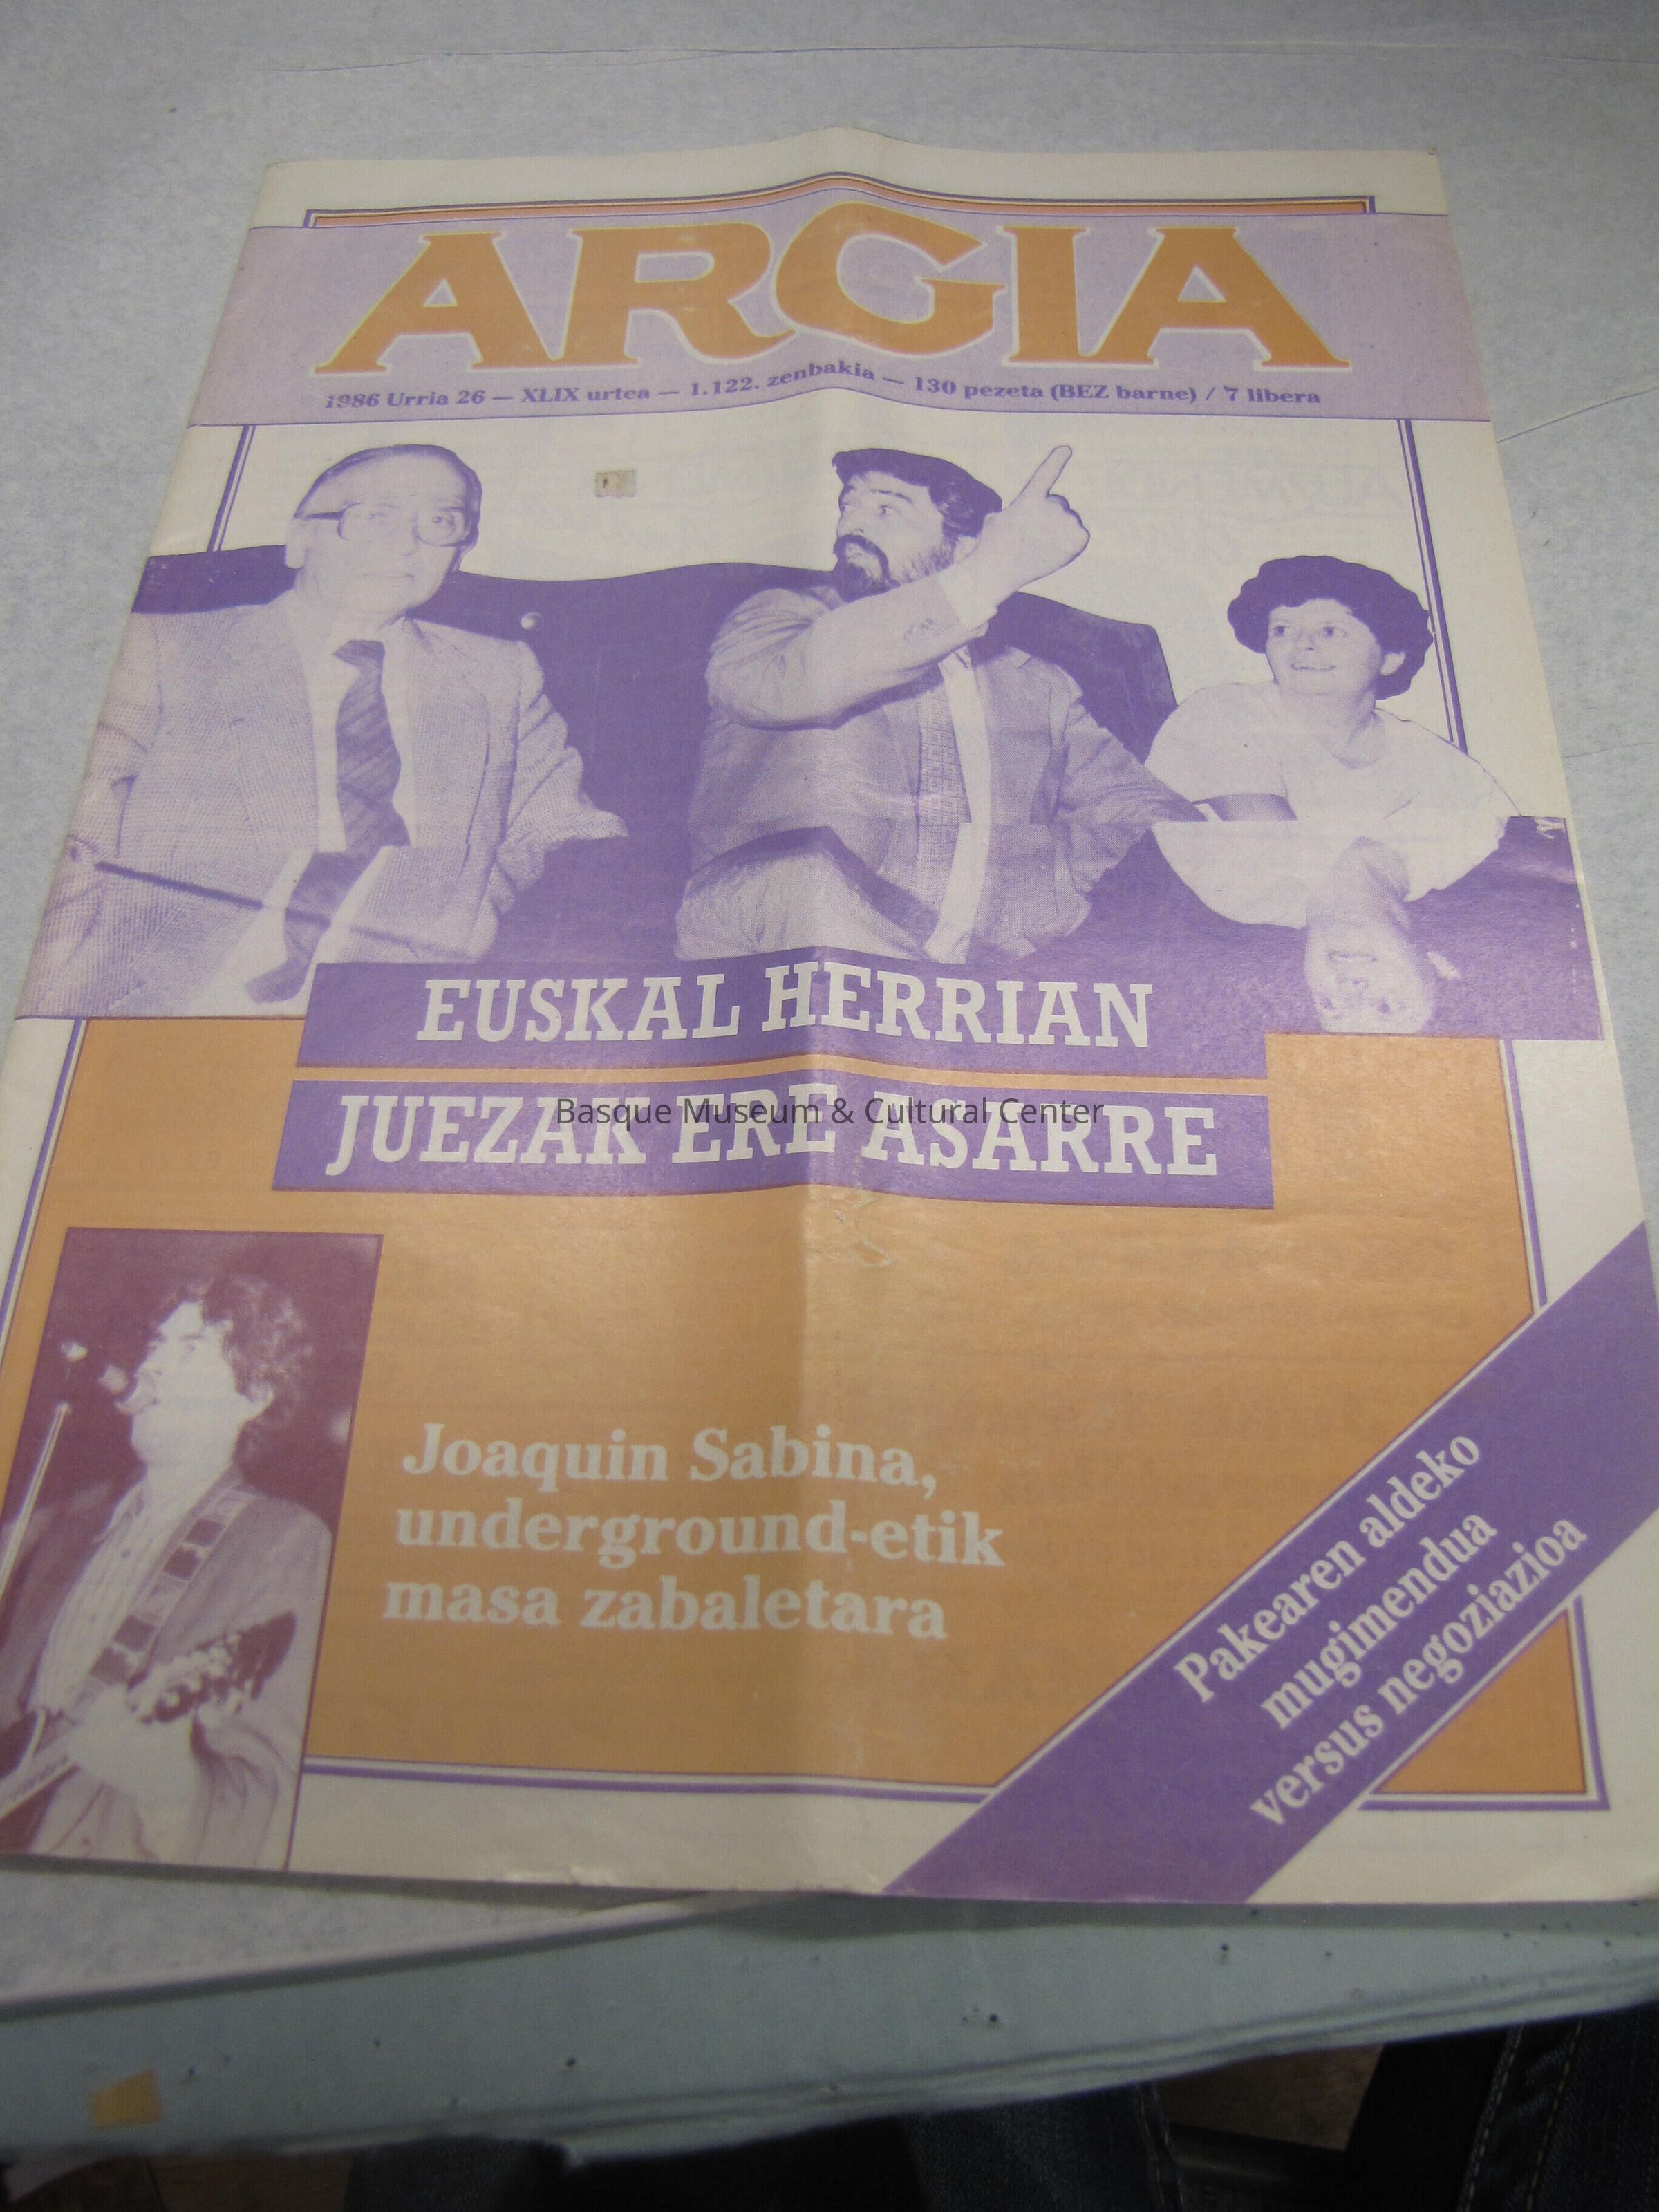 ARGIA
1986 Urria 26 — XLIX urtea — 1.122. zenbakia — 130 pezeta (BEZ barne) / 7 libera
EUSKAL HERRIAN
JUEZAK ERE ASARRE
Basque Museum & Cultural Center
Joaquin Sabina,
underground-etik
masa zabaletara
Pakearen aldeko
mugimendua
versus negoziazioa